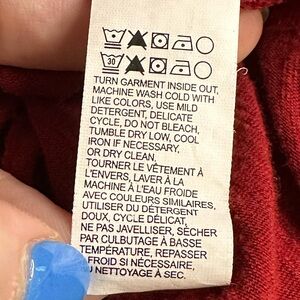 30
TURN GARMENT INSIDE OUT,
MACHINE WASH COLD WITH
LIKE COLORS, USE MILD
DETERGENT, DELICATE
CYCLE, DO NOT BLEACH,
TUMBLE DRY LOW, COOL
IRON IF NECESSARY,
OR DRY CLEAN.
TOURNER LE VÊTEMENT À
L'ENVERS, LAVER À LA
MACHINE À L'EAU FROIDE
AVEC COULEURS SIMILAIRES,
UTILISER DU DÉTERGENT
DOUX, CYCLE DÉLICAT,
NE PAS JAVELLISER, SÉCHER
PAR CULBUTAGE À BASSE
TEMPÉRATURE, REPASSER
À FROID SI NÉCESSAIRE,
OU NETTOYAGE À SEC.